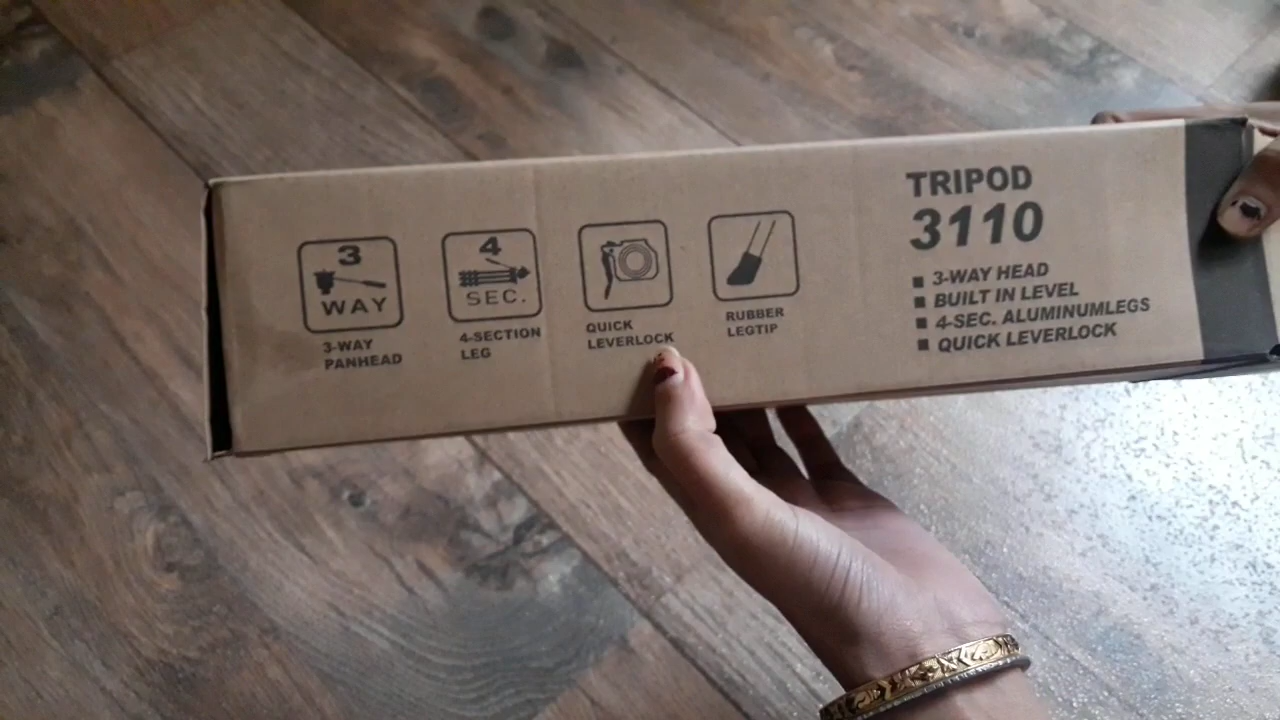 3
WAY
3-WAY
PANHEAD
4
SEC.
4-SECTION
LEG
QUICK
LEVERLOCK
RUBBER
LEGTIP
TRIPOD
3110
■ 3-WAY HEAD
■ BUILT IN LEVEL
■ 4-SEC. ALUMINUMLEGS
■ QUICK LEVERLOCK